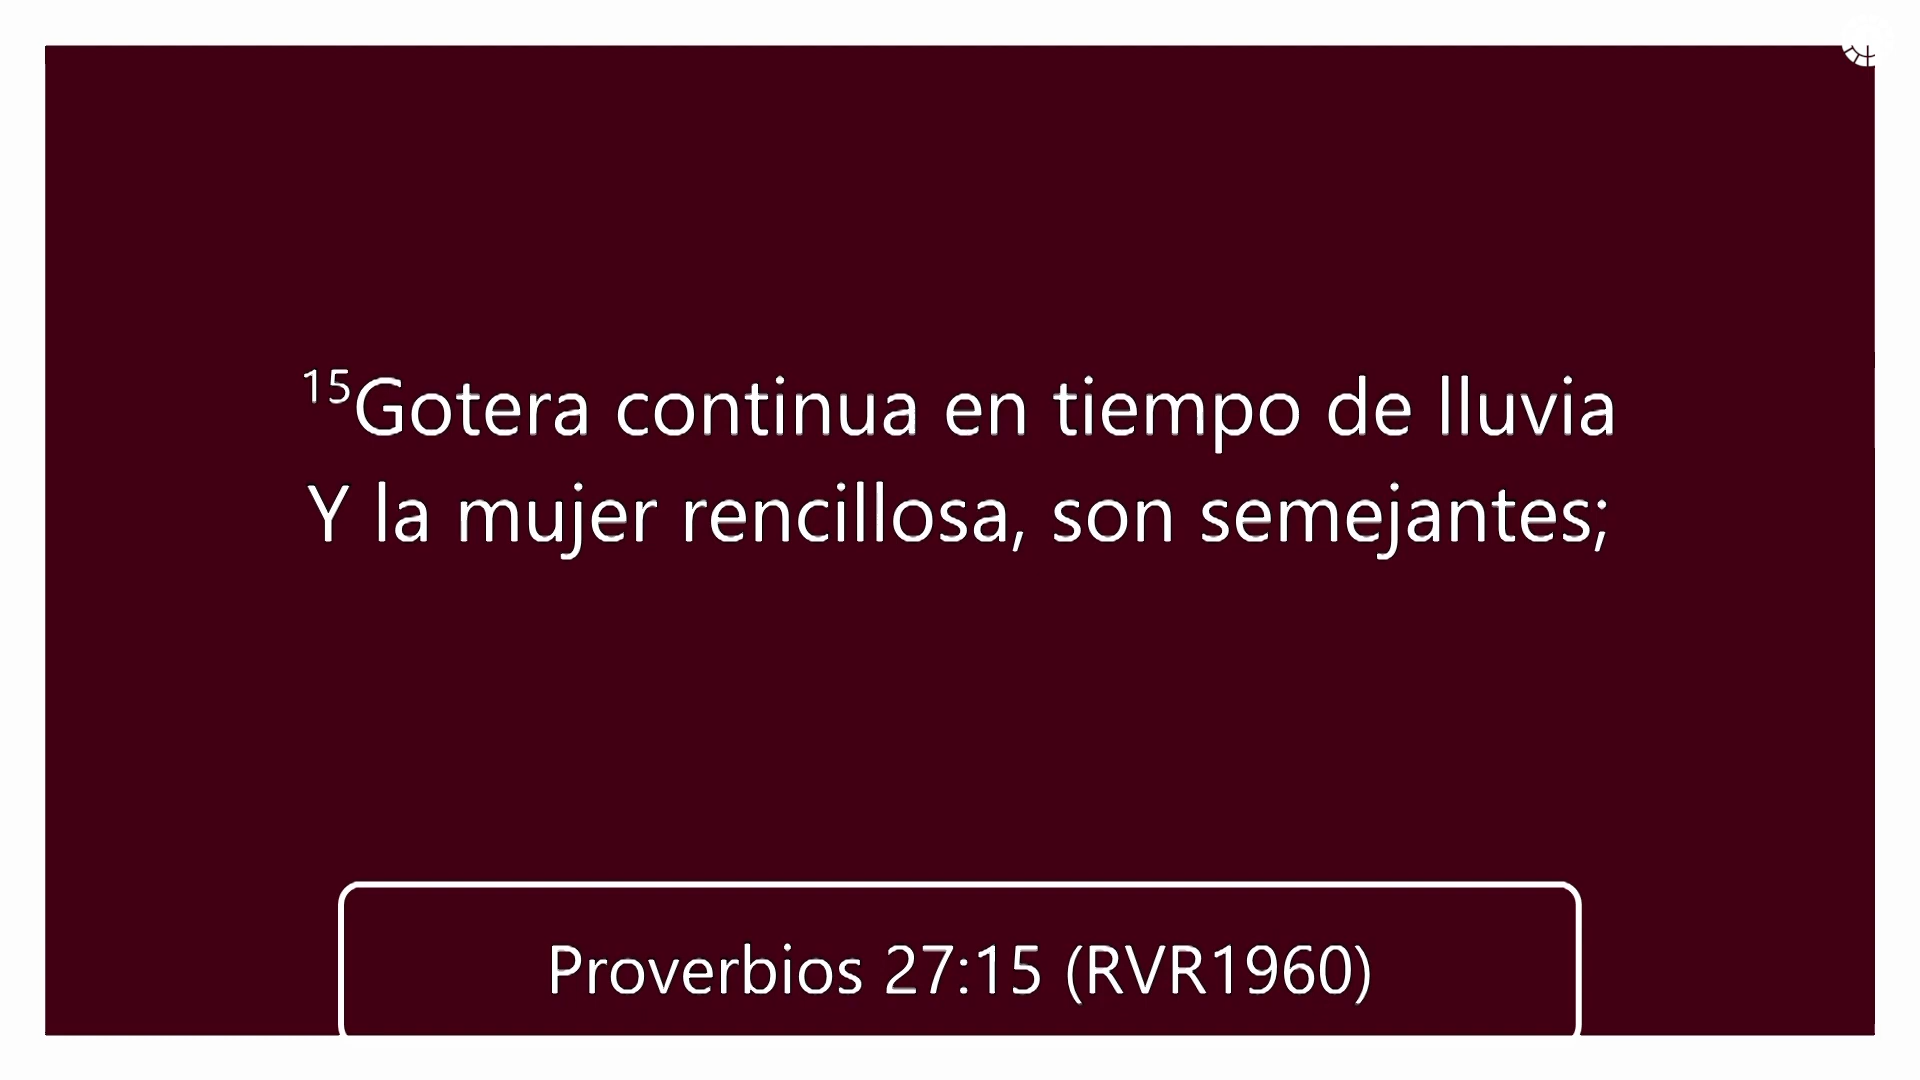 ¹⁵Gotera continua en tiempo de lluvia
Y la mujer rencillosa, son semejantes;
Proverbios 27:15 (RVR1960)